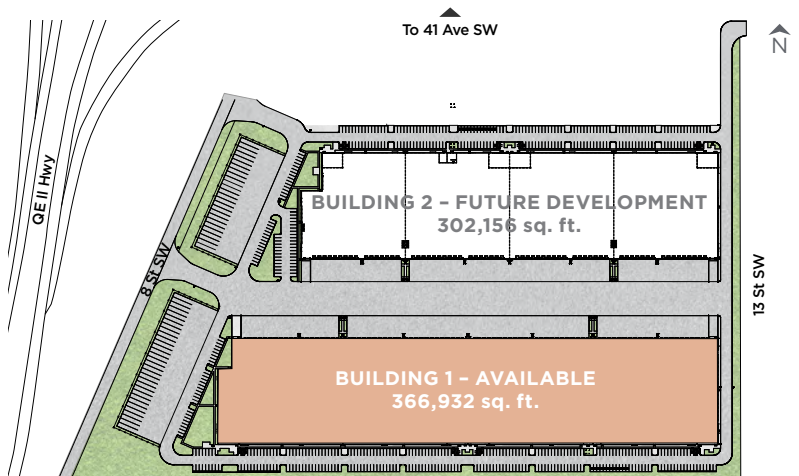 To 41 Ave SW
N
QE II Hwy
BUILDING 2 – FUTURE DEVELOPMENT
302,156 sq. ft.
8 St SW
13 St SW
BUILDING 1 – AVAILABLE
366,932 sq. ft.